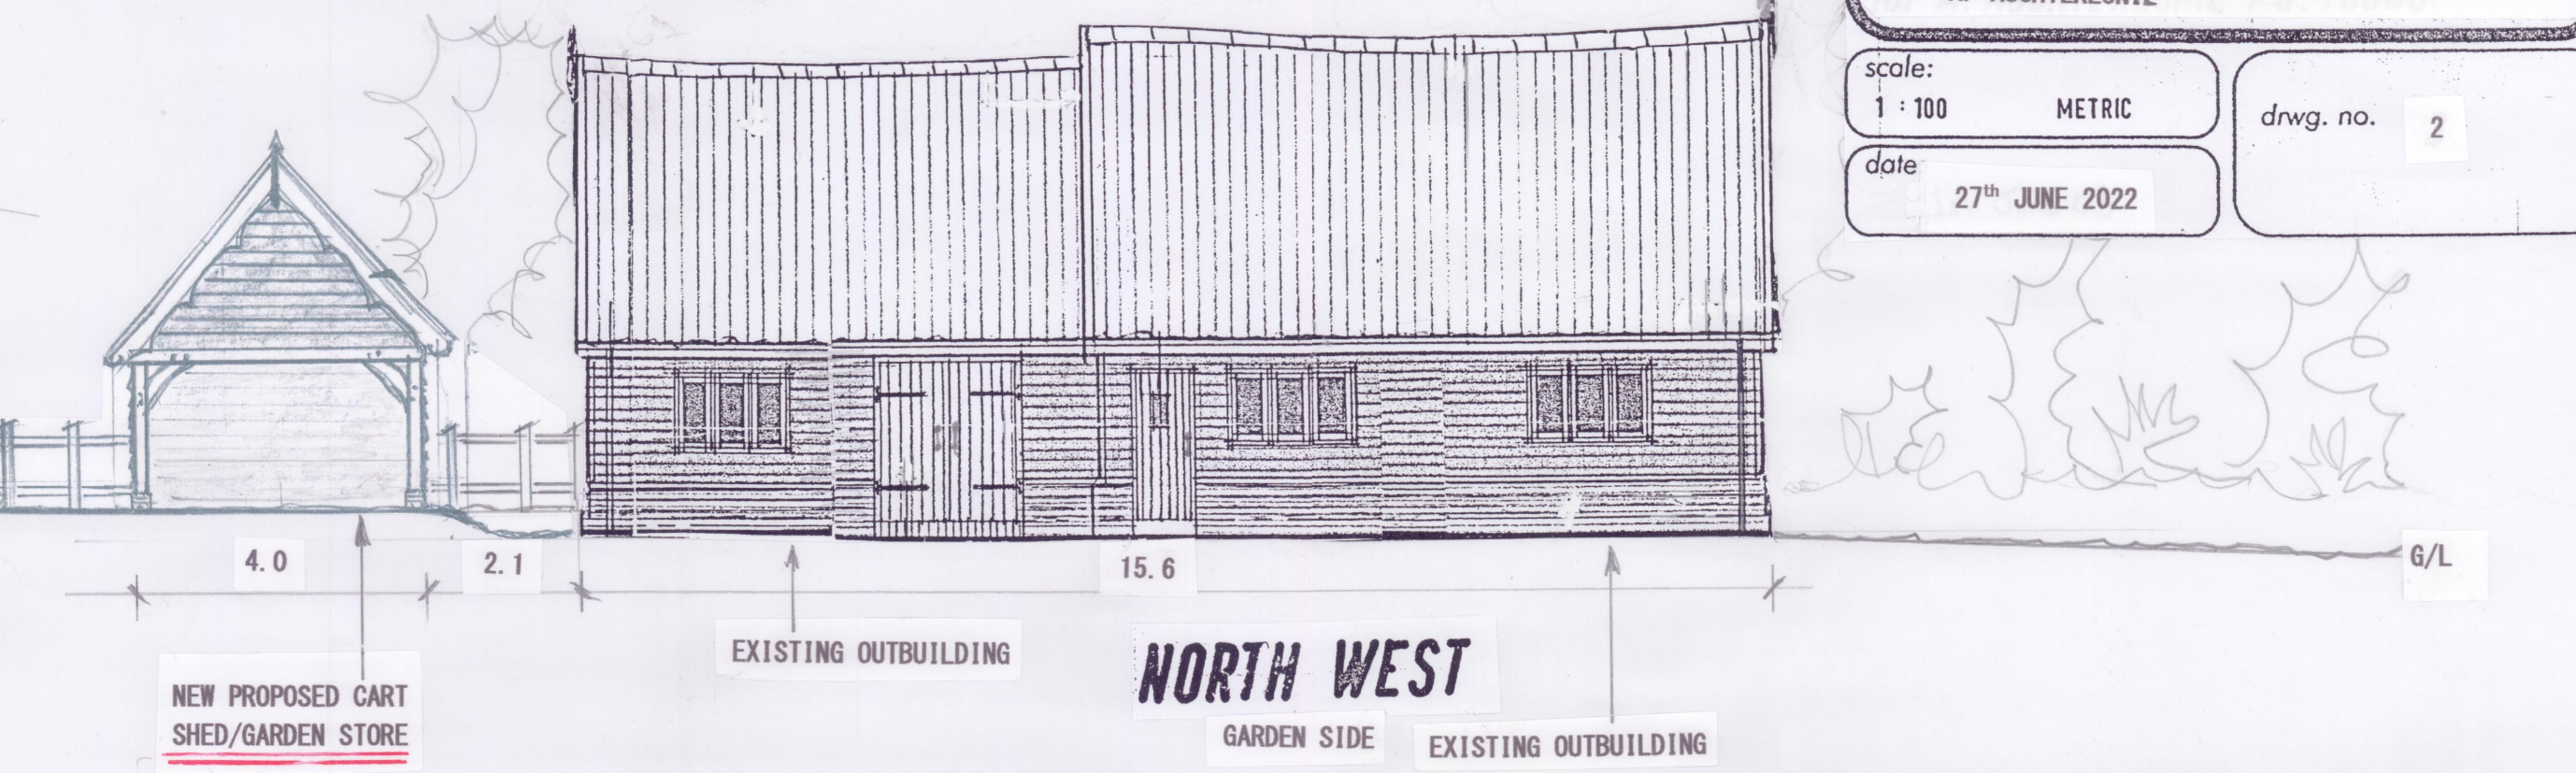 scale:
1 : 100 METRIC
drwg. no. 2
date
27th JUNE 2022
4.0
2.1
15.6
G/L
EXISTING OUTBUILDING
NORTH WEST
GARDEN SIDE
EXISTING OUTBUILDING
NEW PROPOSED CART
SHED/GARDEN STORE